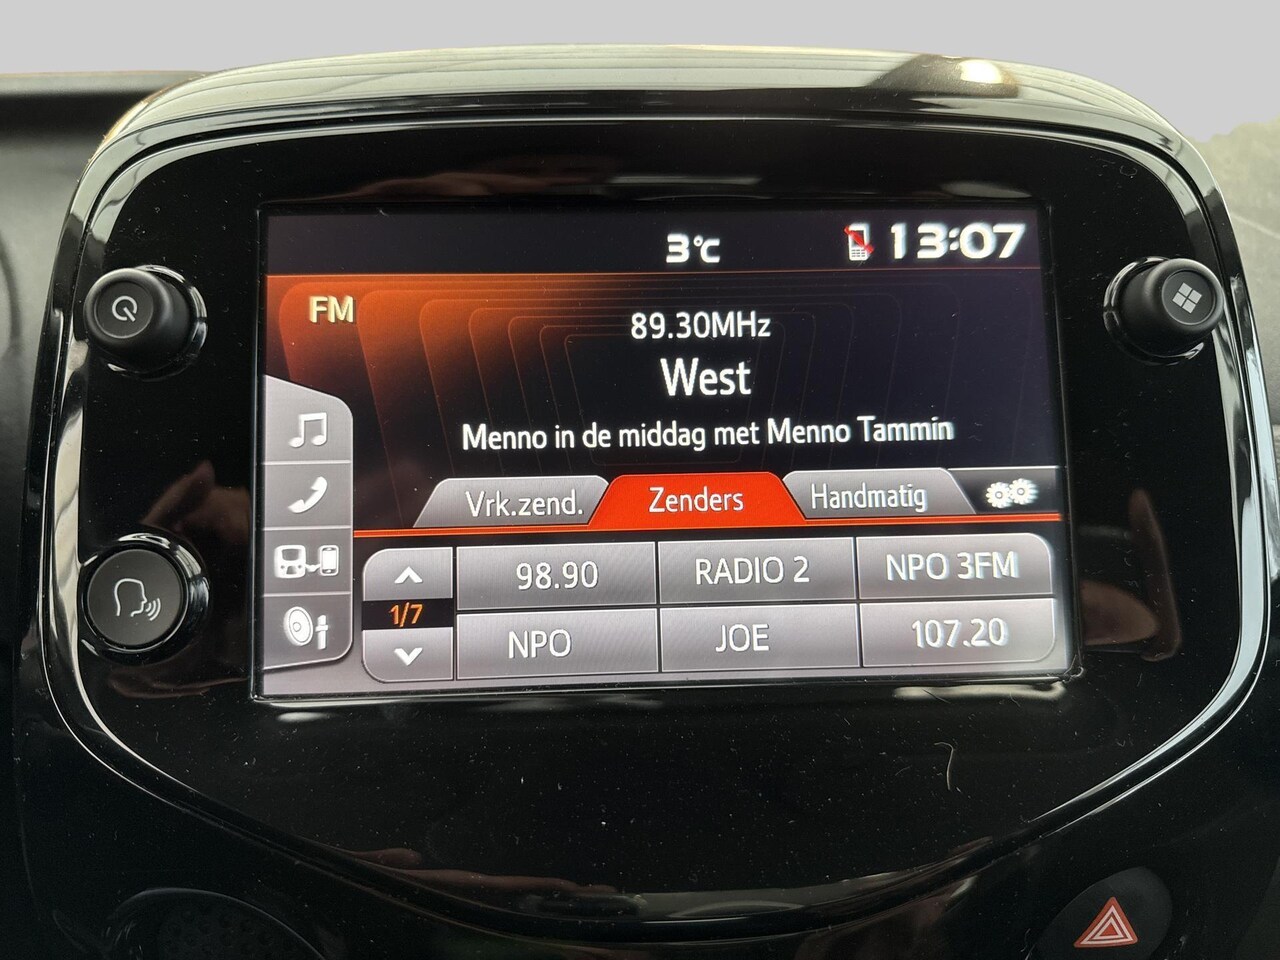 3°C 13:07
FM
89.30MHz
West
Menno in de middag met Menno Tammin
Vrk.zend. Zenders Handmatig
98.90 RADIO 2 NPO 3FM
1/7
NPO JOE 107.20